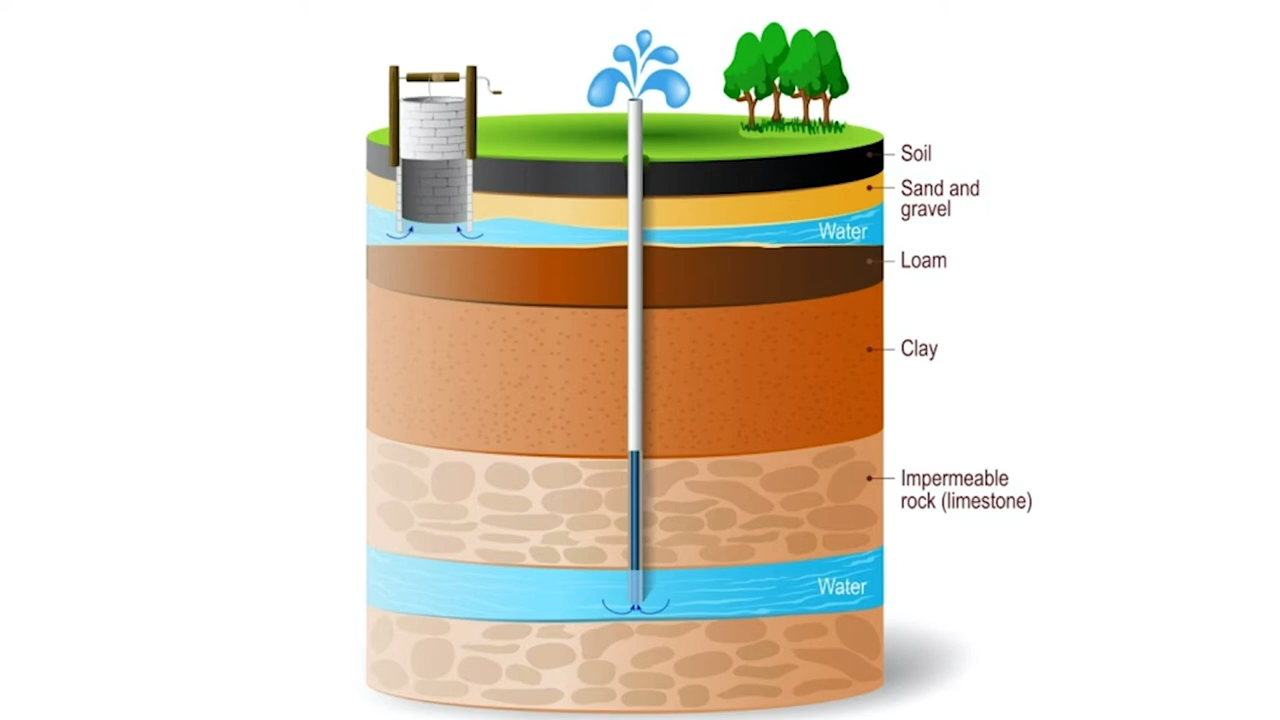 Soil
Sand and
gravel
Water
Loam
Clay
Impermeable
rock (limestone)
Water